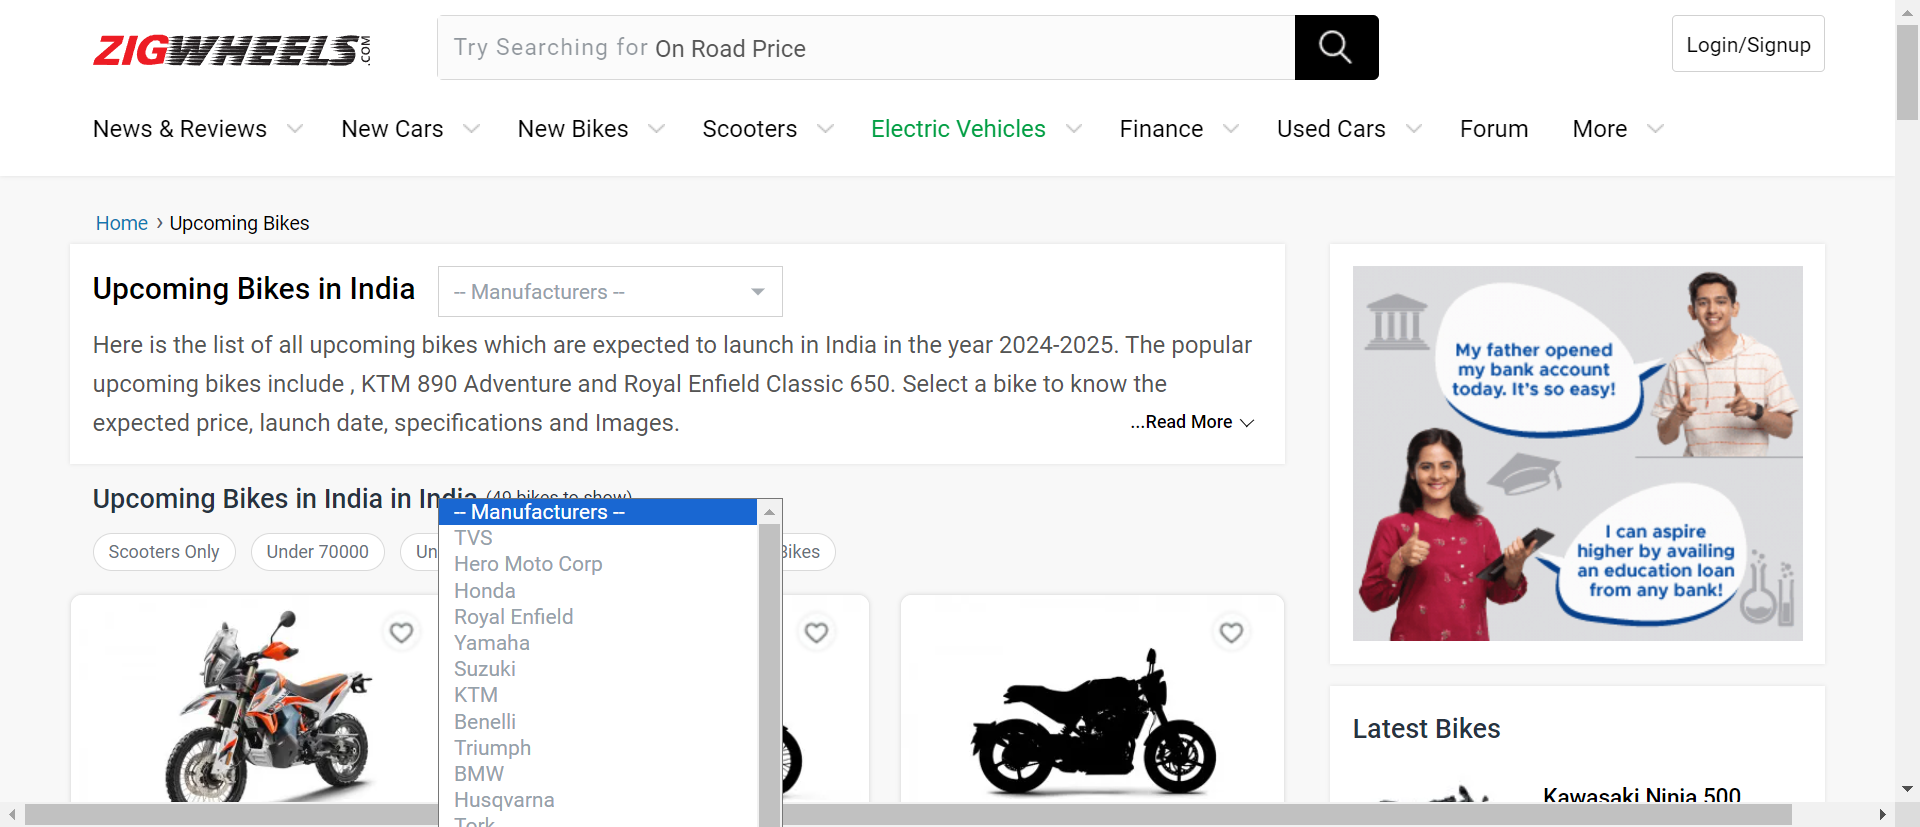 ZIGWHEELS.COM
Try Searching for On Road Price
Login/Signup
News & Reviews
New Cars
New Bikes
Scooters
Electric Vehicles
Finance
Used Cars
Forum
More
Home › Upcoming Bikes
Upcoming Bikes in India
-- Manufacturers --
Here is the list of all upcoming bikes which are expected to launch in India in the year 2024-2025. The popular
upcoming bikes include , KTM 890 Adventure and Royal Enfield Classic 650. Select a bike to know the
expected price, launch date, specifications and Images.
...Read More
Upcoming Bikes in India in India (49 bikes to show)
Scooters Only
Under 70000
Un
Bikes
-- Manufacturers --
TVS
Hero Moto Corp
Honda
Royal Enfield
Yamaha
Suzuki
KTM
Benelli
Triumph
BMW
Husqvarna
Tork
My father opened
my bank account
today. It's so easy!
I can aspire
higher by availing
an education loan
from any bank!
Latest Bikes
Kawasaki Ninja 500